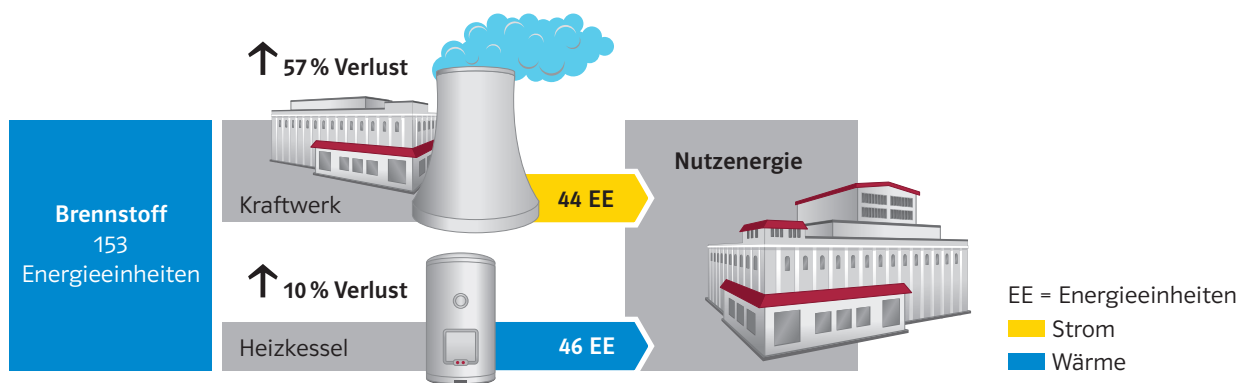 57 % Verlust
Nutzenergie
Kraftwerk
44 EE
Brennstoff
153
Energieeinheiten
10 % Verlust
Heizkessel
46 EE
EE = Energieeinheiten
Strom
Wärme